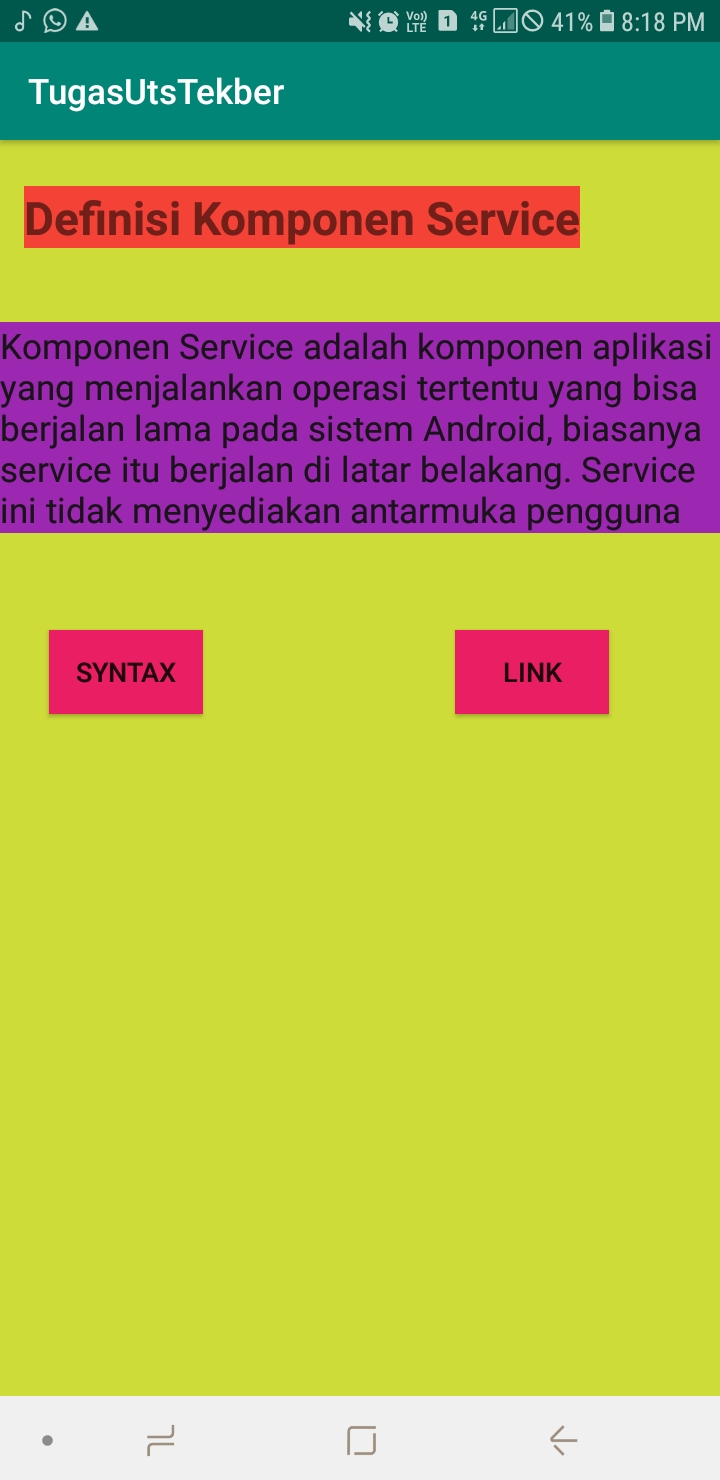 Vo)) LTE 1 4G 41% 8:18 PM
TugasUtsTekber
Definisi Komponen Service
Komponen Service adalah komponen aplikasi
yang menjalankan operasi tertentu yang bisa
berjalan lama pada sistem Android, biasanya
service itu berjalan di latar belakang. Service
ini tidak menyediakan antarmuka pengguna
SYNTAX
LINK